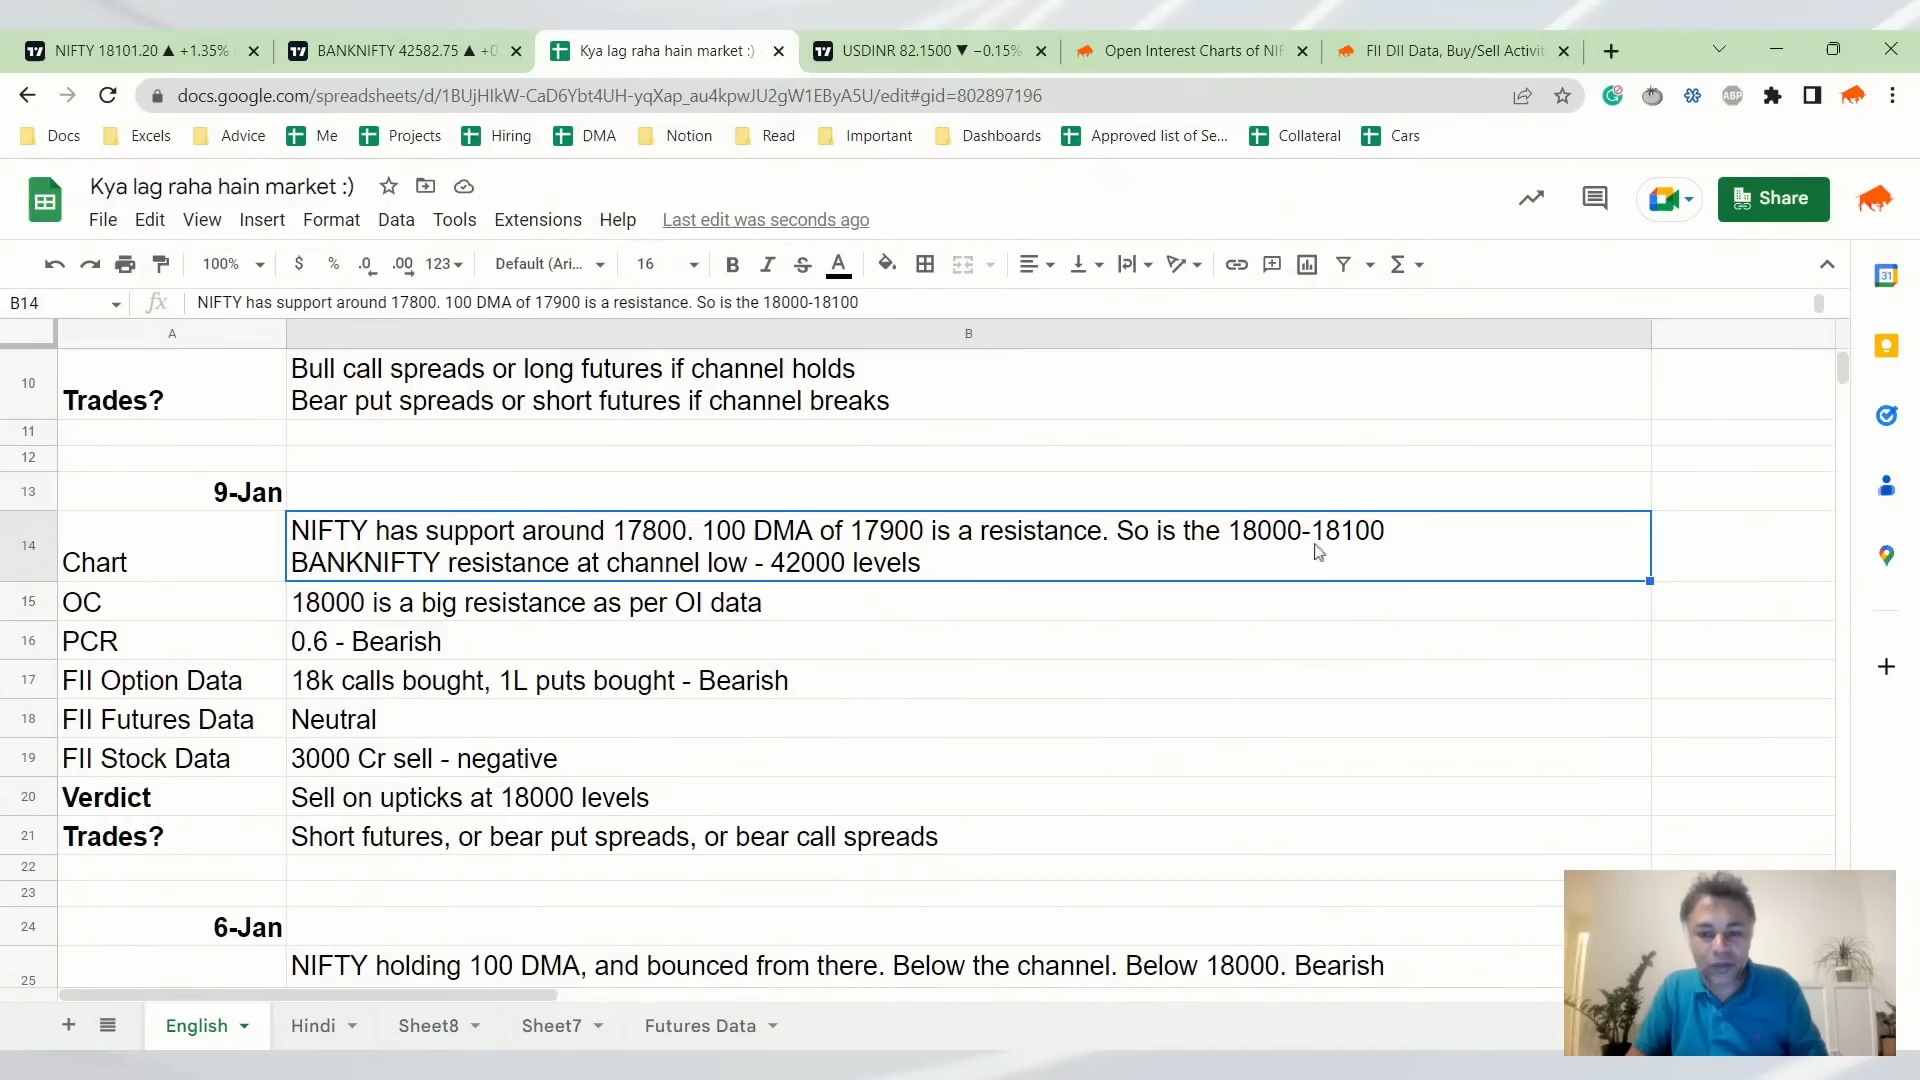 NIFTY 18101.20 ▲ +1.35%
BANKNIFTY 42582.75 ▲ +0
Kya lag raha hain market :)
USDINR 82.1500 ▼ −0.15%
Open Interest Charts of NIF
FII DII Data, Buy/Sell Activit
docs.google.com/spreadsheets/d/1BUjHIkW-CaD6Ybt4UH-yqXap_au4kpwJU2gW1EByA5U/edit#gid=802897196
ABP
Docs Excels Advice Me Projects Hiring DMA Notion Read Important Dashboards Approved list of Se... Collateral Cars
Kya lag raha hain market :)
Share
File Edit View Insert Format Data Tools Extensions Help Last edit was seconds ago
100% $ % .0 .00 123 Default (Ari... 16 B I S A Σ
31
B14 fx NIFTY has support around 17800. 100 DMA of 17900 is a resistance. So is the 18000-18100
A B
10 Trades? Bull call spreads or long futures if channel holds
Bear put spreads or short futures if channel breaks
11
12
13 9-Jan
14 Chart NIFTY has support around 17800. 100 DMA of 17900 is a resistance. So is the 18000-18100
BANKNIFTY resistance at channel low - 42000 levels
15 OC 18000 is a big resistance as per OI data
16 PCR 0.6 - Bearish
17 FII Option Data 18k calls bought, 1L puts bought - Bearish
18 FII Futures Data Neutral
19 FII Stock Data 3000 Cr sell - negative
20 Verdict Sell on upticks at 18000 levels
21 Trades? Short futures, or bear put spreads, or bear call spreads
22
23
24 6-Jan
25 NIFTY holding 100 DMA, and bounced from there. Below the channel. Below 18000. Bearish
English Hindi Sheet8 Sheet7 Futures Data